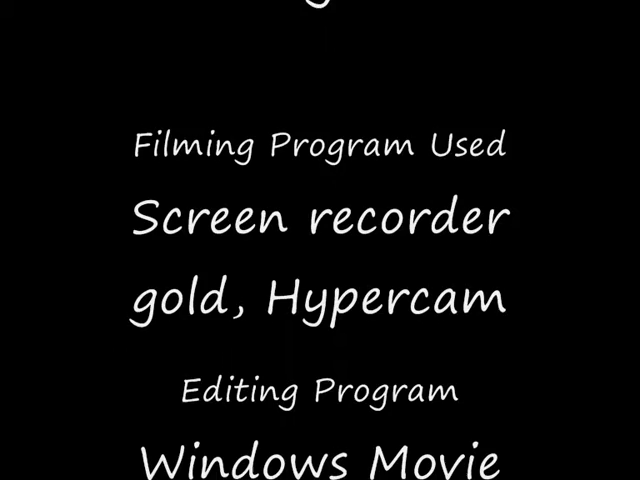 Filming Program Used
Screen recorder
gold, Hypercam
Editing Program
Windows Movie